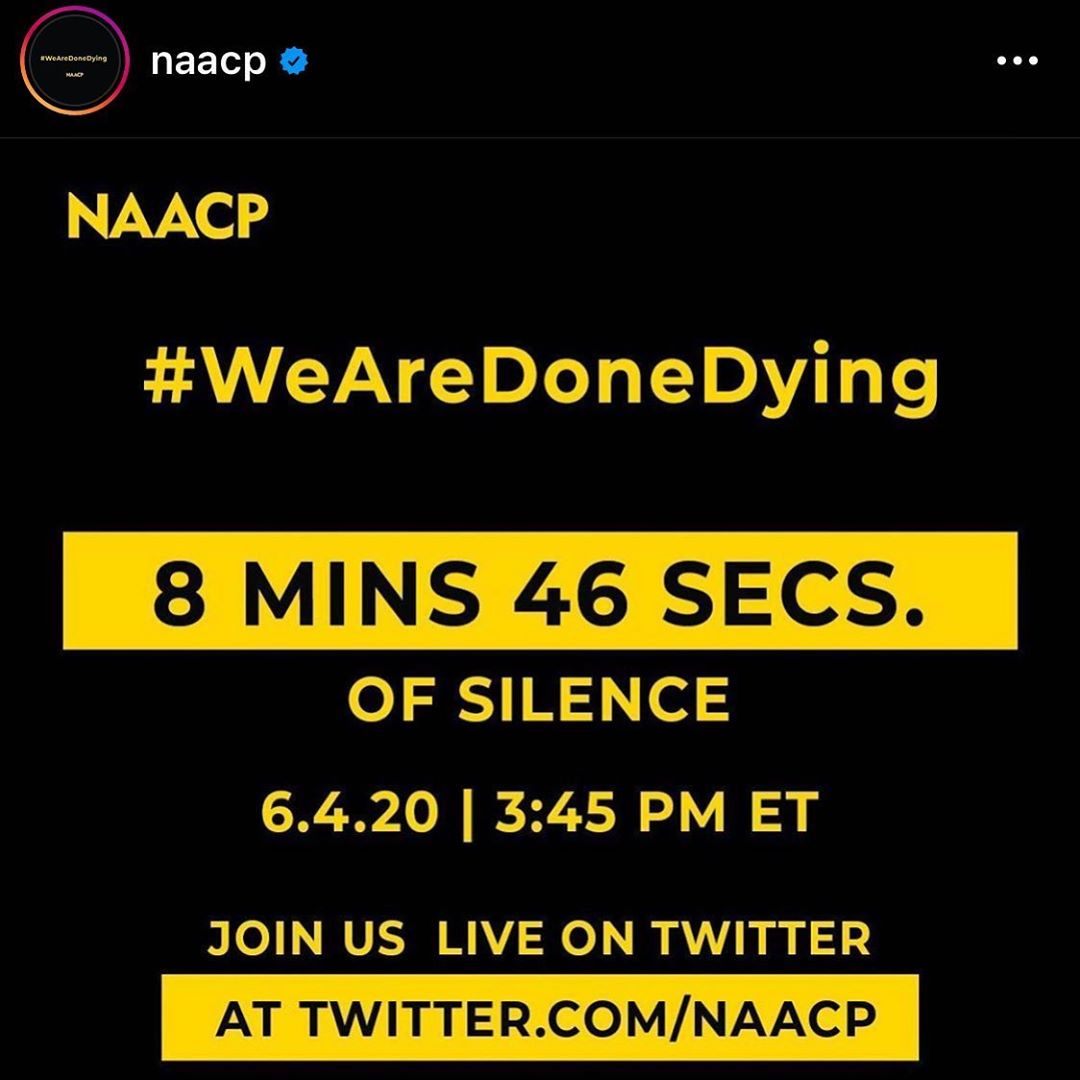 #WeAreDoneDying
NAACP
naacp
NAACP
#WeAreDoneDying
8 MINS 46 SECS.
OF SILENCE
6.4.20 | 3:45 PM ET
JOIN US LIVE ON TWITTER
AT TWITTER.COM/NAACP